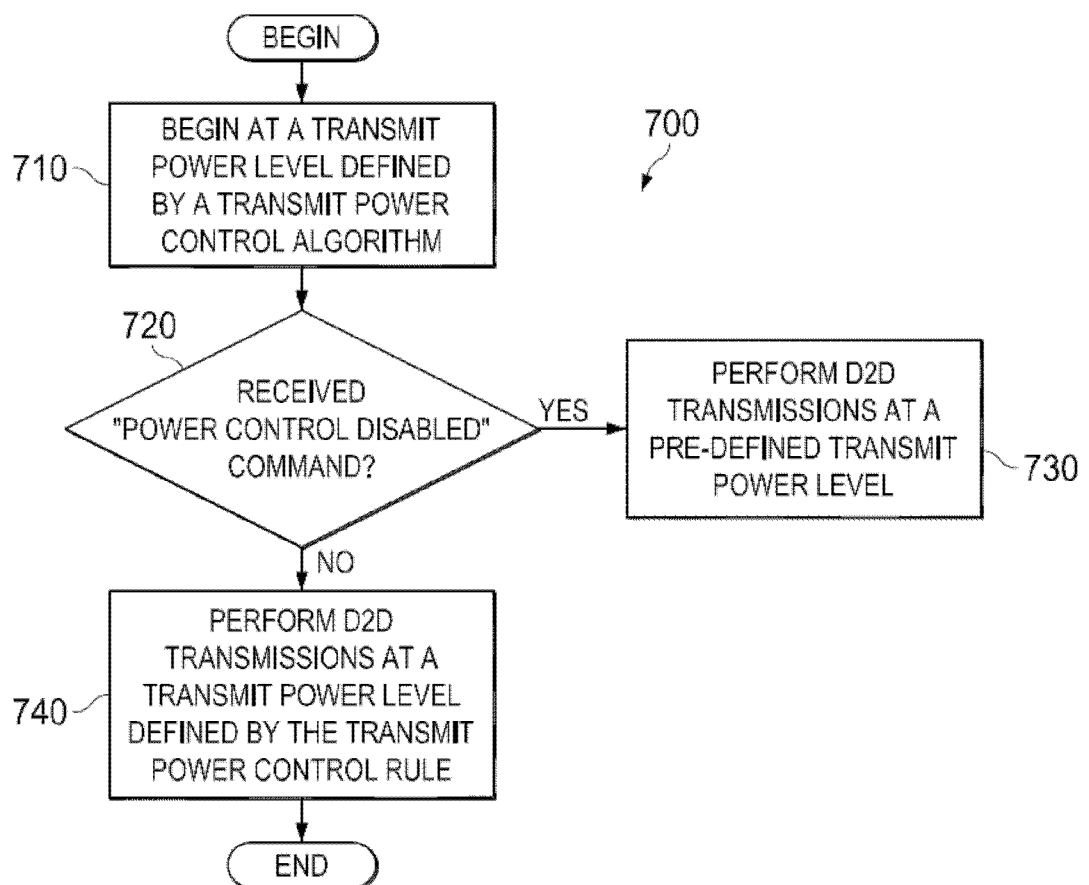 BEGIN
BEGIN AT A TRANSMIT
POWER LEVEL DEFINED
BY A TRANSMIT POWER
CONTROL ALGORITHM
710
700
720
RECEIVED
"POWER CONTROL DISABLED"
COMMAND?
YES
PERFORM D2D
TRANSMISSIONS AT A
PRE-DEFINED TRANSMIT
POWER LEVEL
730
NO
PERFORM D2D
TRANSMISSIONS AT A
TRANSMIT POWER LEVEL
DEFINED BY THE TRANSMIT
POWER CONTROL RULE
740
END